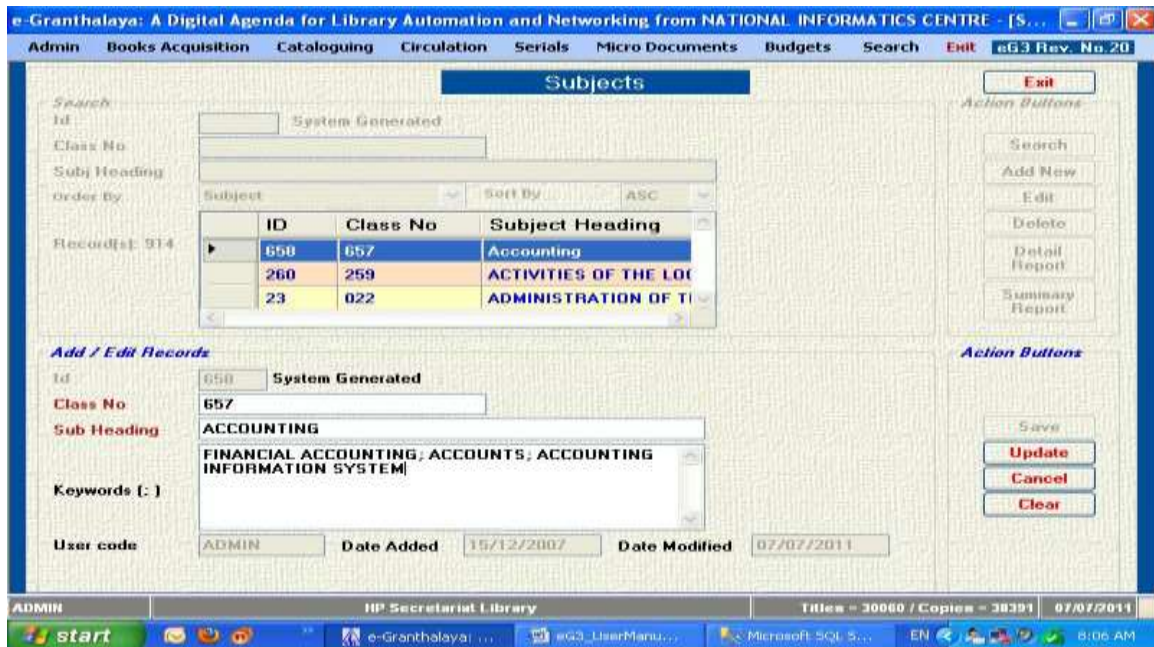 e-Granthalaya: A Digital Agenda for Library Automation and Networking from NATIONAL INFORMATICS CENTRE - [S...
Admin Books Acquisition Cataloguing Circulation Serials Micro Documents Budgets Search Exit eG3 Rev. No.20
Subjects
Exit
Search
Action Buttons
Id System Generated
Class No
Search
Subj Heading
Add New
Order By Subject Sort By ASC
Edit
ID Class No Subject Heading
Delete
Record[s]: 914
658 657 Accounting
Detail Report
260 259 ACTIVITIES OF THE LOC
23 022 ADMINISTRATION OF TI
Summary Report
Add / Edit Records
Action Buttons
Id 658 System Generated
Class No 657
Sub Heading ACCOUNTING
Save
Keywords [; ] FINANCIAL ACCOUNTING; ACCOUNTS; ACCOUNTING
INFORMATION SYSTEM
Update
Cancel
Clear
User code ADMIN Date Added 15/12/2007 Date Modified 07/07/2011
ADMIN HP Secretariat Library Titles = 30060 / Copies = 38391 07/07/2011
start e-Granthalaya: ... eG3_UserManu... Microsoft SQL S... EN 8:06 AM